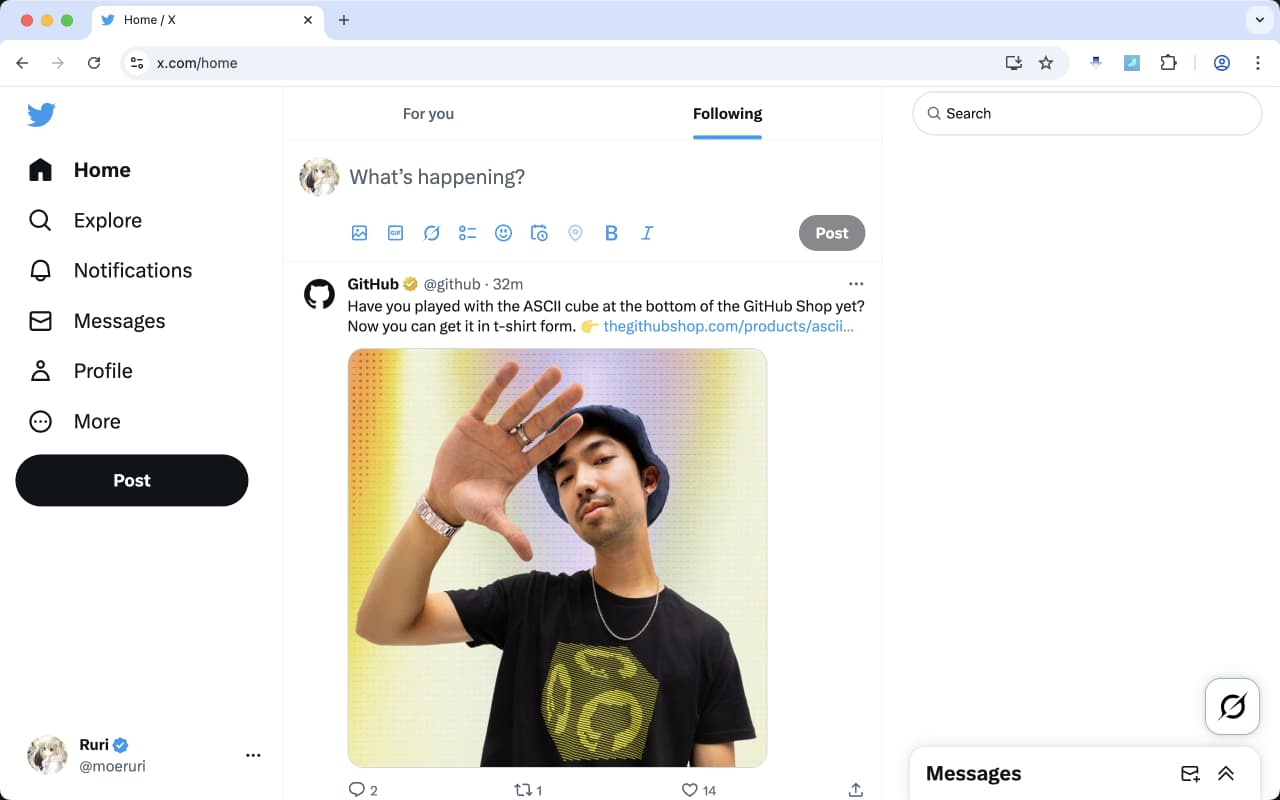 Home / X
x.com/home
Home
Explore
Notifications
Messages
Profile
More
Post
Ruri
@moeruri
For you
Following
What's happening?
GIF
B I
Post
GitHub @github · 32m
Have you played with the ASCII cube at the bottom of the GitHub Shop yet?
Now you can get it in t-shirt form. 👉 thegithubshop.com/products/ascii…
2
1
14
Search
Messages